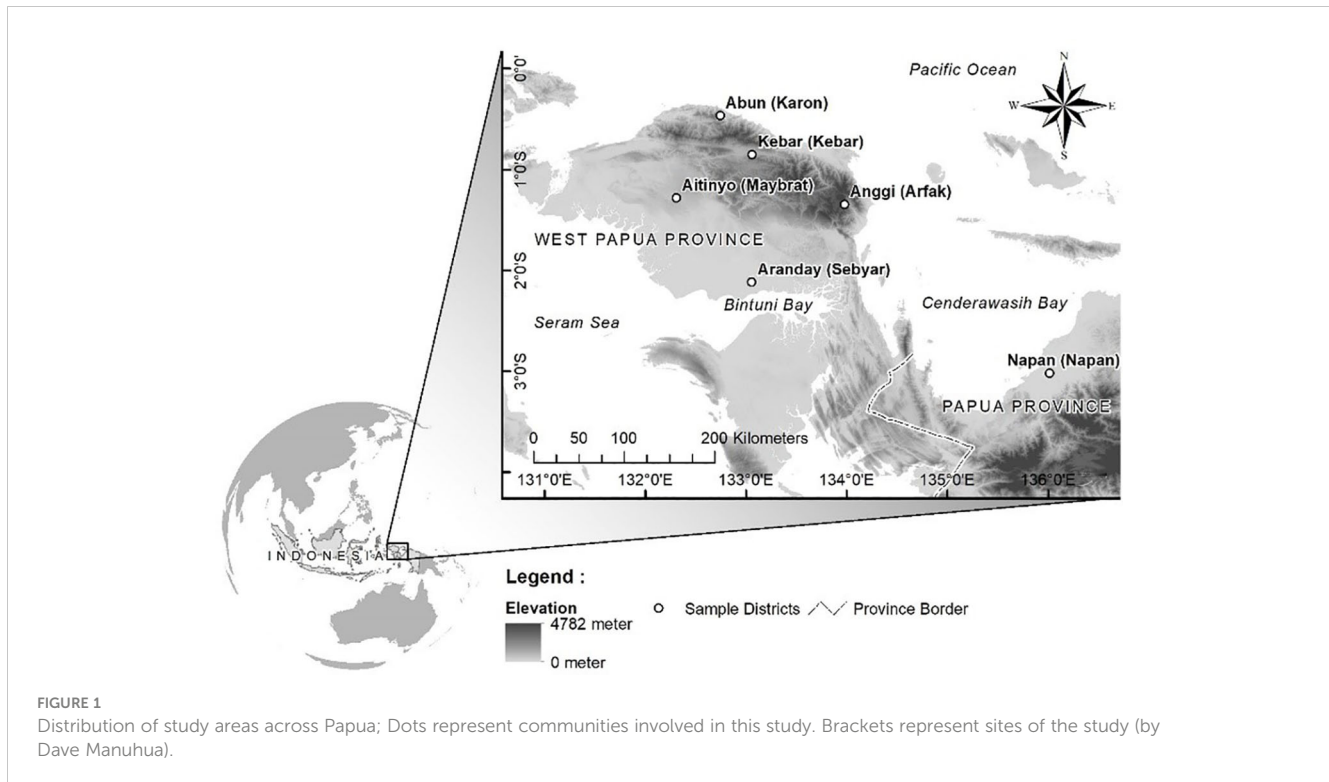 Pacific Ocean
N
W
E
S
0°0'
1°0'S
2°0'S
3°0'S
Abun (Karon)
Kebar (Kebar)
Aitinyo (Maybrat)
Anggi (Arfak)
WEST PAPUA PROVINCE
Aranday (Sebyar)
Bintuni Bay
Cenderawasih Bay
Seram Sea
Napan (Napan)
PAPUA PROVINCE
0 50 100 200 Kilometers
131°0'E 132°0'E 133°0'E 134°0'E 135°0'E 136°0'E
INDONESIA
Legend :
Elevation
4782 meter
0 meter
Sample Districts
Province Border
FIGURE 1
Distribution of study areas across Papua; Dots represent communities involved in this study. Brackets represent sites of the study (by
Dave Manuhua).